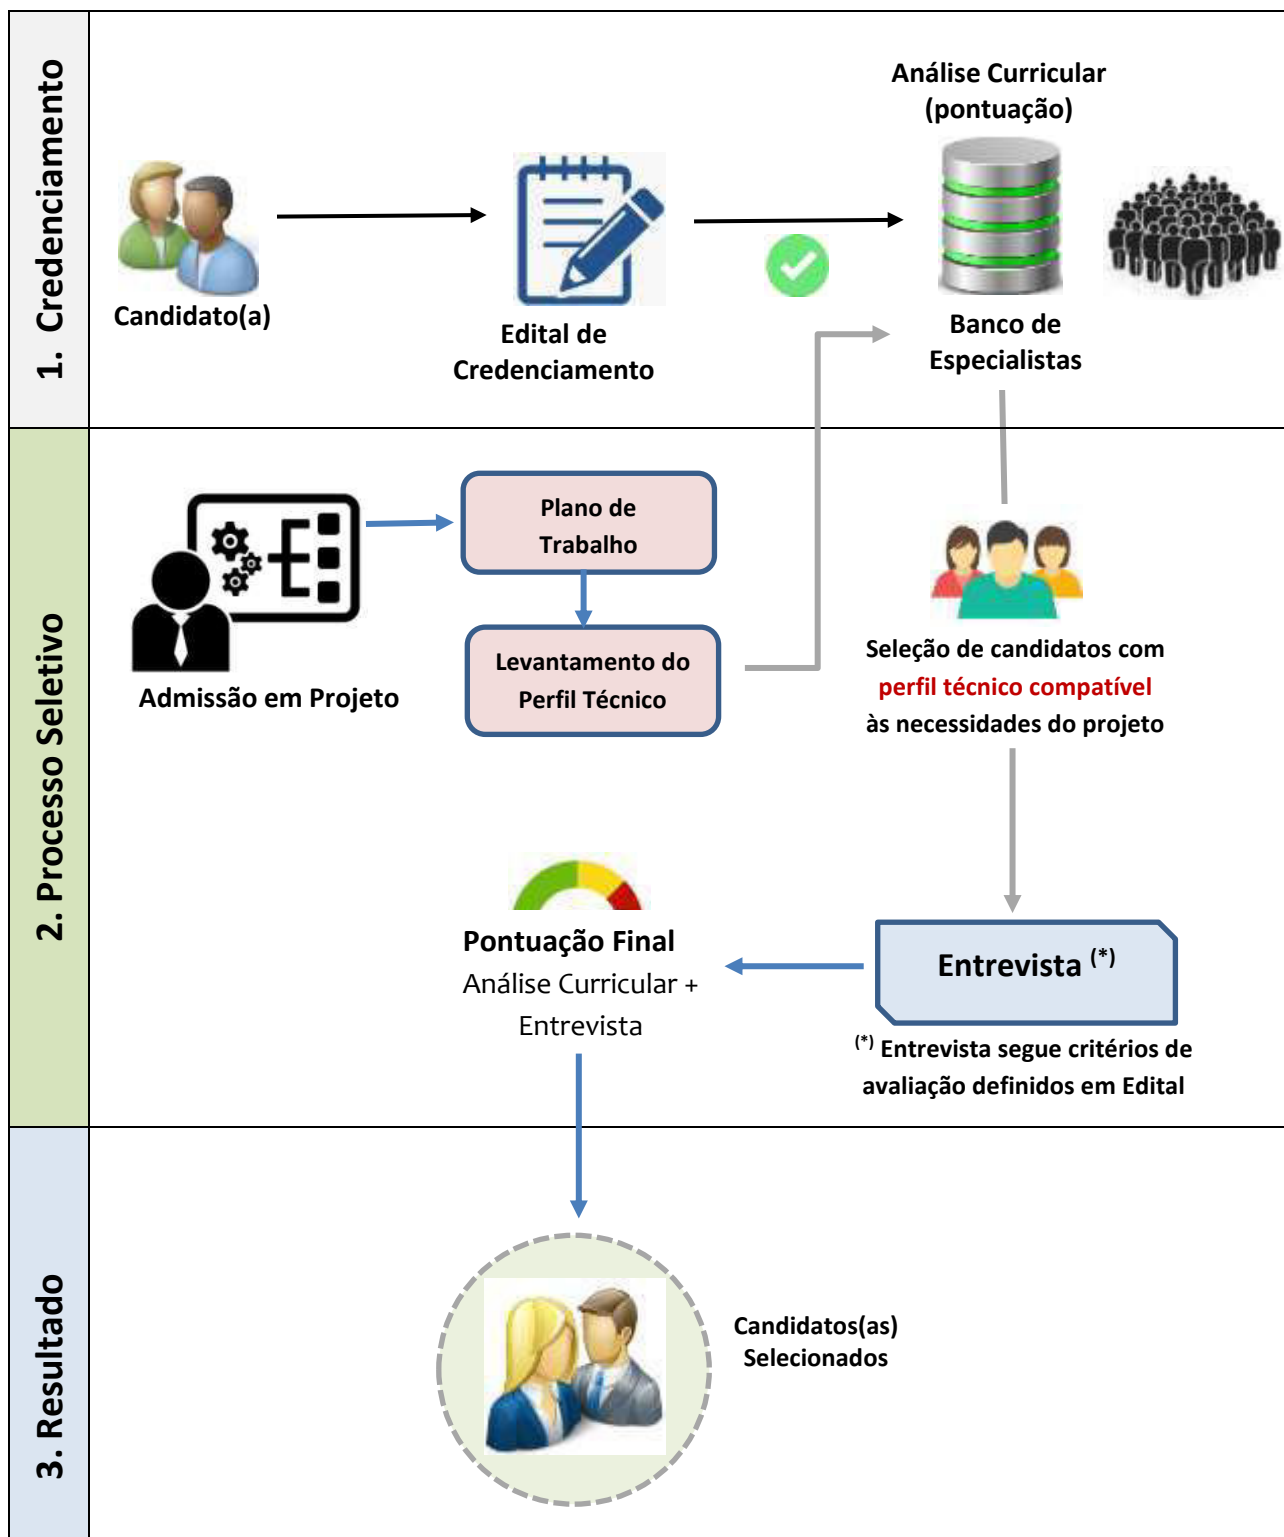 1. Credenciamento
Análise Curricular
(pontuação)
Candidato(a)
Edital de
Credenciamento
Banco de
Especialistas
2. Processo Seletivo
Plano de
Trabalho
Levantamento do
Perfil Técnico
Admissão em Projeto
Seleção de candidatos com
perfil técnico compatível
às necessidades do projeto
Pontuação Final
Análise Curricular +
Entrevista
Entrevista (*)
(*) Entrevista segue critérios de
avaliação definidos em Edital
3. Resultado
Candidatos(as)
Selecionados